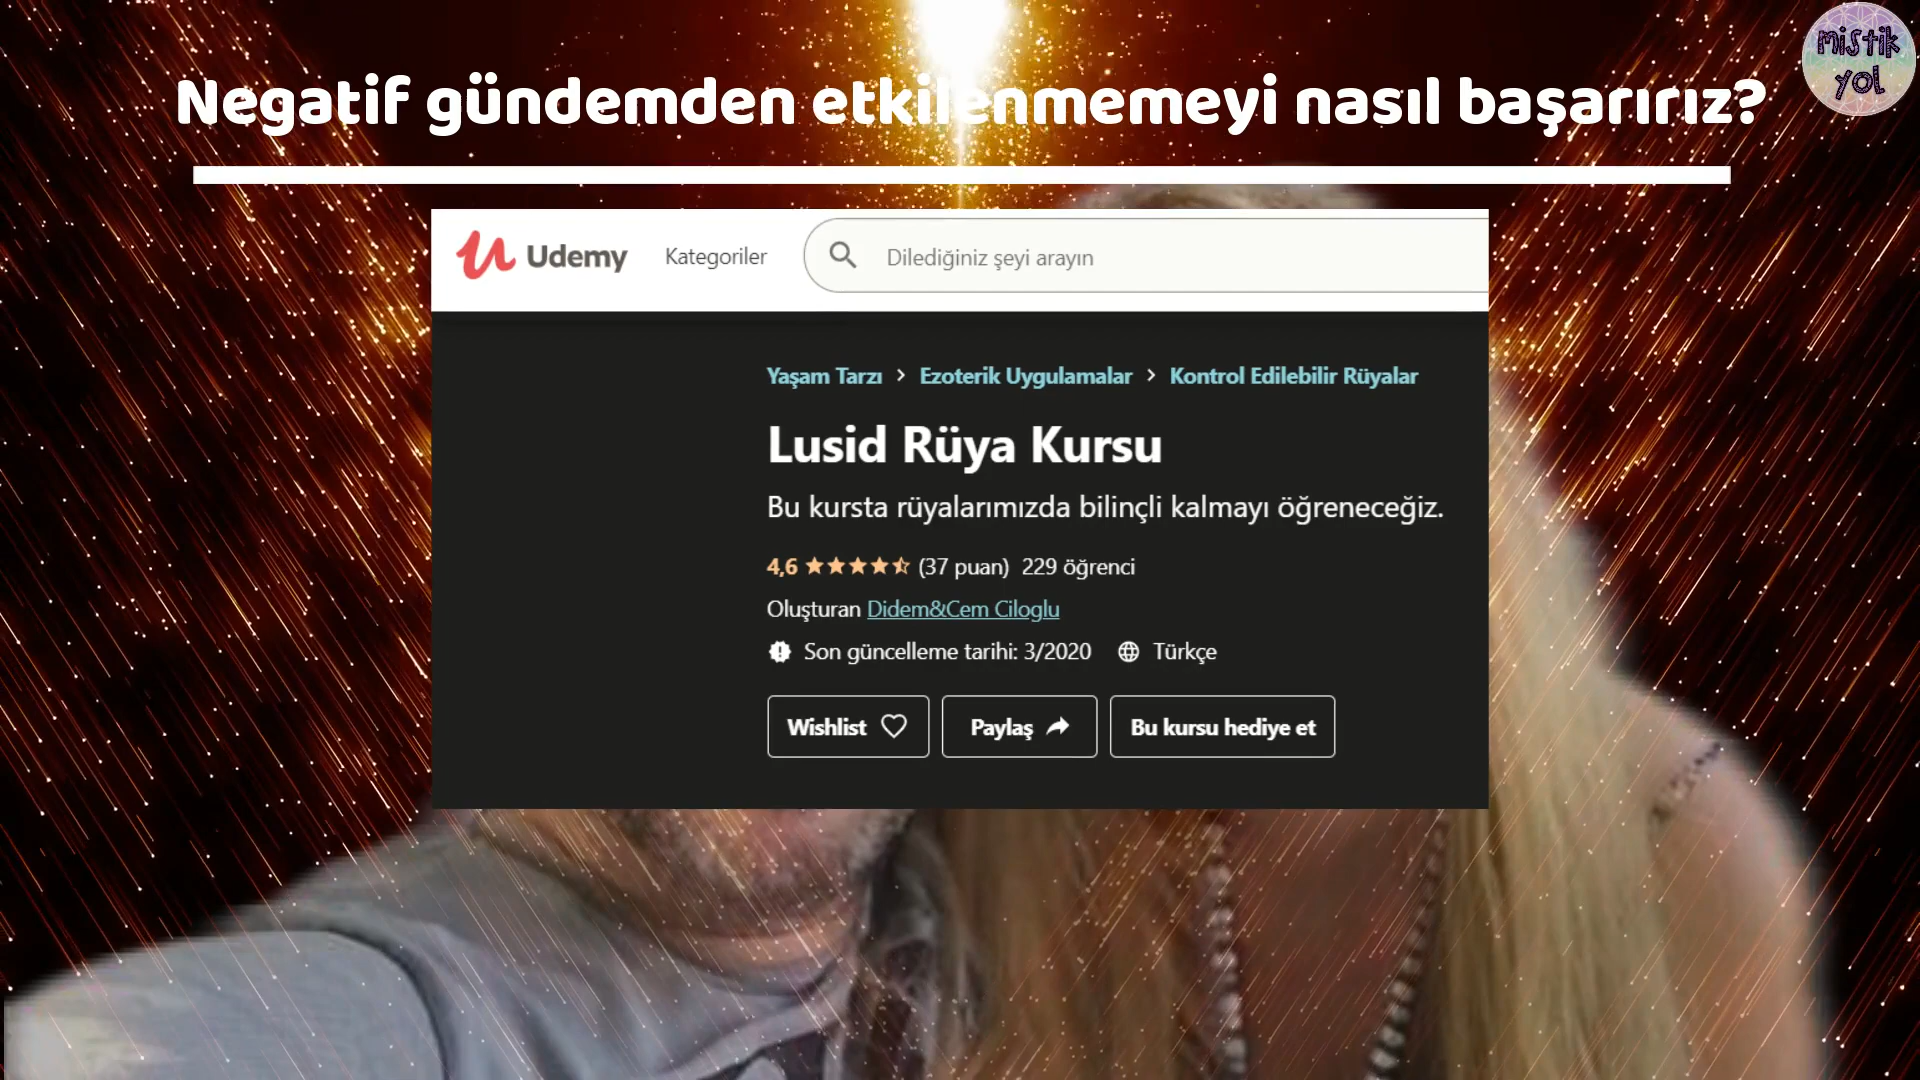 mistik
yol
Negatif gündemden etkilenmemeyi nasıl başarırız?
Udemy Kategoriler Dilediğiniz şeyi arayın
Yaşam Tarzı > Ezoterik Uygulamalar > Kontrol Edilebilir Rüyalar
Lusid Rüya Kursu
Bu kursta rüyalarımızda bilinçli kalmayı öğreneceğiz.
4,6 ★★★★ (37 puan) 229 öğrenci
Oluşturan Didem&Cem Ciloglu
Son güncelleme tarihi: 3/2020 Türkçe
Wishlist Paylaş Bu kursu hediye et